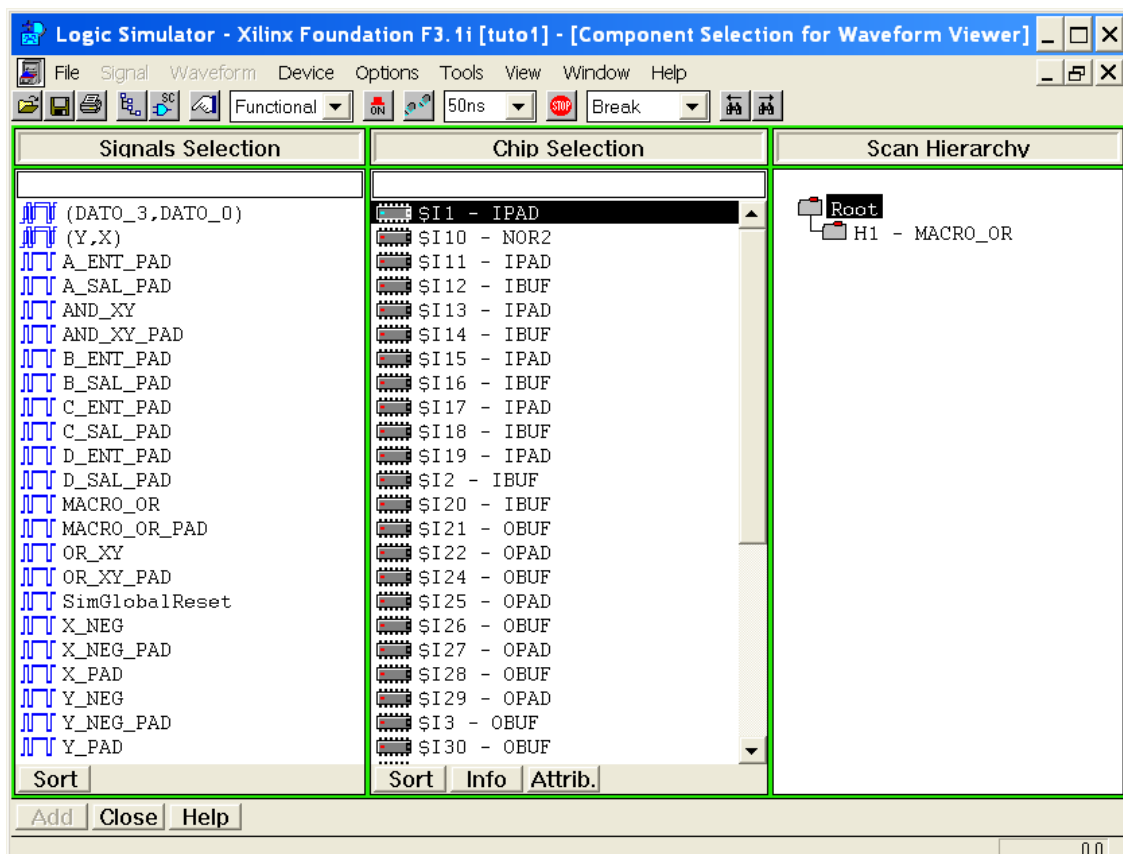 Logic Simulator - Xilinx Foundation F3.1i [tuto1] - [Component Selection for Waveform Viewer]
File Signal Waveform Device Options Tools View Window Help
SC Functional ON 50ns STOP Break
Signals Selection
(DATO_3,DATO_0)
(Y,X)
A_ENT_PAD
A_SAL_PAD
AND_XY
AND_XY_PAD
B_ENT_PAD
B_SAL_PAD
C_ENT_PAD
C_SAL_PAD
D_ENT_PAD
D_SAL_PAD
MACRO_OR
MACRO_OR_PAD
OR_XY
OR_XY_PAD
SimGlobalReset
X_NEG
X_NEG_PAD
X_PAD
Y_NEG
Y_NEG_PAD
Y_PAD
Sort
Chip Selection
$I1 - IPAD
$I10 - NOR2
$I11 - IPAD
$I12 - IBUF
$I13 - IPAD
$I14 - IBUF
$I15 - IPAD
$I16 - IBUF
$I17 - IPAD
$I18 - IBUF
$I19 - IPAD
$I2 - IBUF
$I20 - IBUF
$I21 - OBUF
$I22 - OPAD
$I24 - OBUF
$I25 - OPAD
$I26 - OBUF
$I27 - OPAD
$I28 - OBUF
$I29 - OPAD
$I3 - OBUF
$I30 - OBUF
Sort Info Attrib.
Scan Hierarchy
Root
H1 - MACRO_OR
Add Close Help
0.0